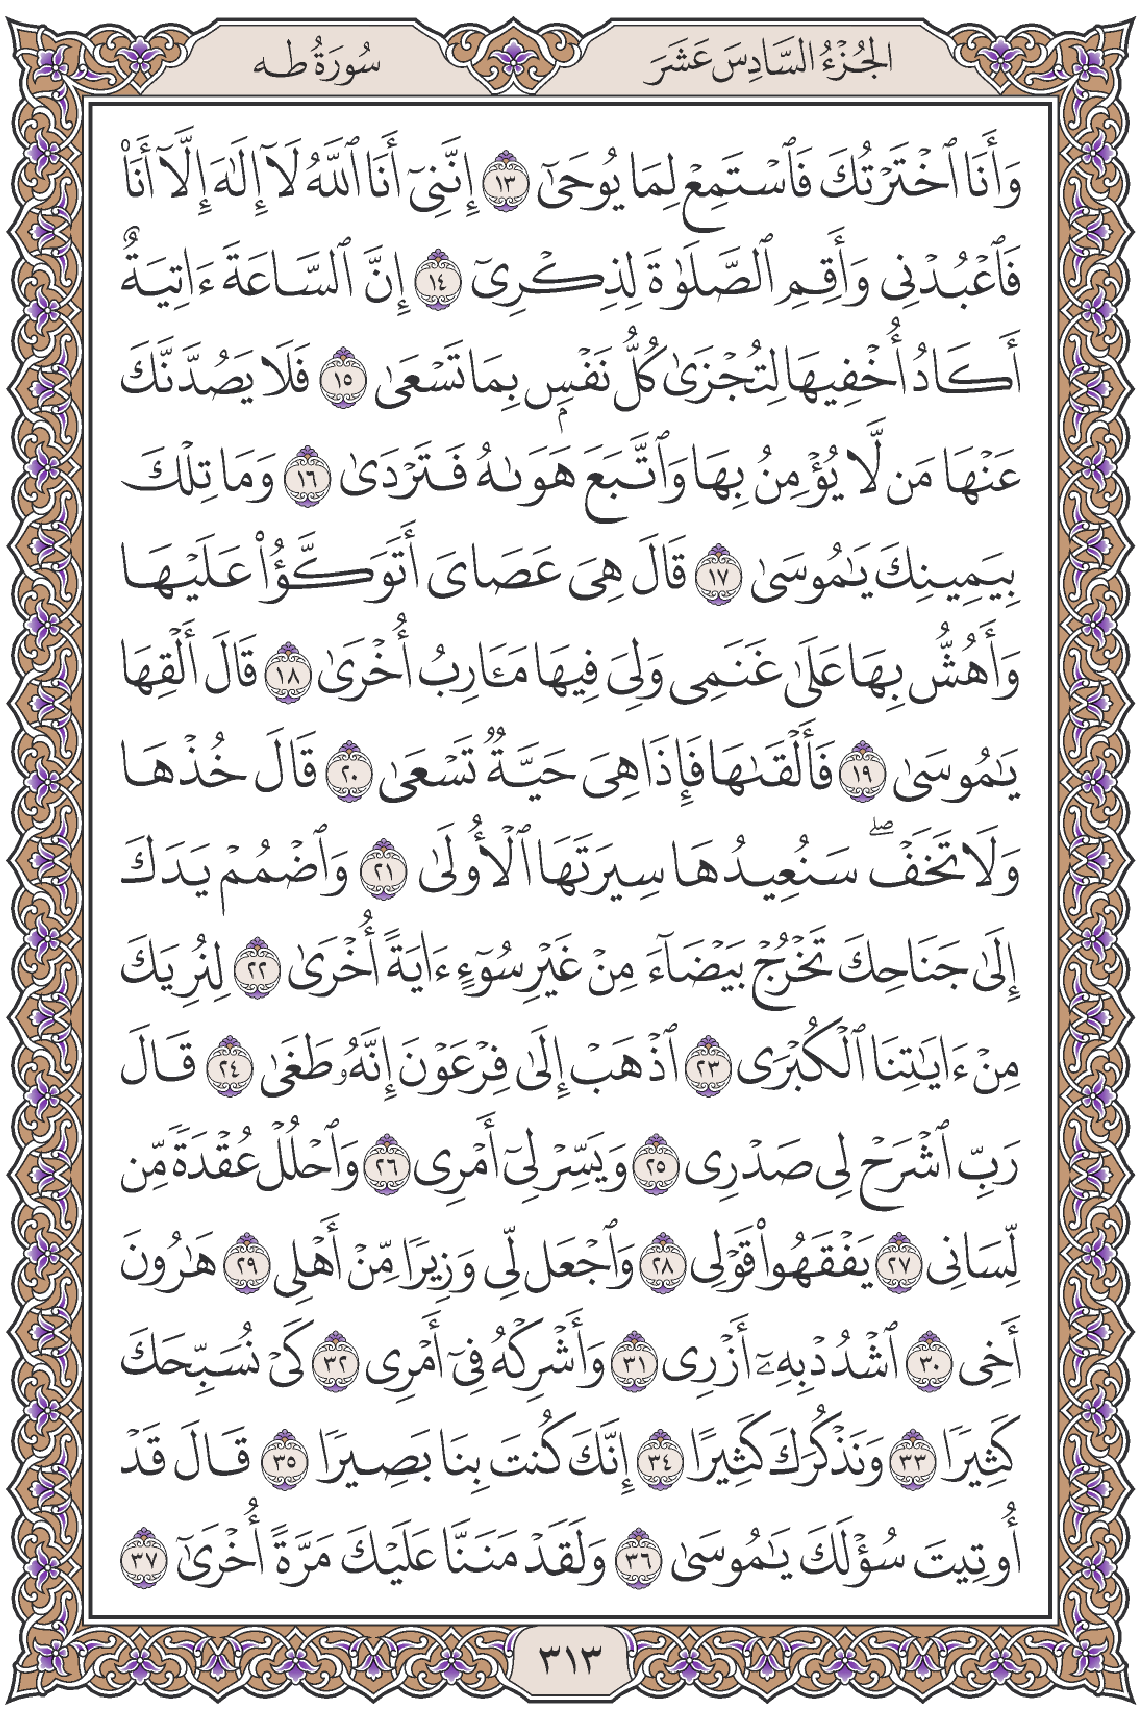 الجُزْءُ السَّادِسَ عَشَرَ
سُورَةُ طه
وَأَنَا ٱخْتَرْتُكَ فَٱسْتَمِعْ لِمَا يُوحَىٰٓ ١٣ إِنَّنِىٓ أَنَا ٱللَّهُ لَآ إِلَٰهَ إِلَّآ أَنَا۠
فَٱعْبُدْنِى وَأَقِمِ ٱلصَّلَوٰةَ لِذِكْرِىٓ ١٤ إِنَّ ٱلسَّاعَةَ ءَاتِيَةٌ
أَكَادُ أُخْفِيهَا لِتُجْزَىٰ كُلُّ نَفْسٍۭ بِمَا تَسْعَىٰ ١٥ فَلَا يَصُدَّنَّكَ
عَنْهَا مَن لَّا يُؤْمِنُ بِهَا وَٱتَّبَعَ هَوَىٰهُ فَتَرْدَىٰ ١٦ وَمَا تِلْكَ
بِيَمِينِكَ يَٰمُوسَىٰ ١٧ قَالَ هِىَ عَصَاىَ أَتَوَكَّؤُا۟ عَلَيْهَا
وَأَهُشُّ بِهَا عَلَىٰ غَنَمِى وَلِىَ فِيهَا مَـَٔارِبُ أُخْرَىٰ ١٨ قَالَ أَلْقِهَا
يَٰمُوسَىٰ ١٩ فَأَلْقَىٰهَا فَإِذَا هِىَ حَيَّةٌ تَسْعَىٰ ٢٠ قَالَ خُذْهَا
وَلَا تَخَفْ ۖ سَنُعِيدُهَا سِيرَتَهَا ٱلْأُولَىٰ ٢١ وَٱضْمُمْ يَدَكَ
إِلَىٰ جَنَاحِكَ تَخْرُجْ بَيْضَآءَ مِنْ غَيْرِ سُوٓءٍ ءَايَةً أُخْرَىٰ ٢٢ لِنُرِيَكَ
مِنْ ءَايَٰتِنَا ٱلْكُبْرَى ٢٣ ٱذْهَبْ إِلَىٰ فِرْعَوْنَ إِنَّهُۥ طَغَىٰ ٢٤ قَالَ
رَبِّ ٱشْرَحْ لِى صَدْرِى ٢٥ وَيَسِّرْ لِىٓ أَمْرِى ٢٦ وَٱحْلُلْ عُقْدَةً مِّن
لِّسَانِى ٢٧ يَفْقَهُوا۟ قَوْلِى ٢٨ وَٱجْعَل لِّى وَزِيرًا مِّنْ أَهْلِى ٢٩ هَٰرُونَ
أَخِى ٣٠ ٱشْدُدْ بِهِۦٓ أَزْرِى ٣١ وَأَشْرِكْهُ فِىٓ أَمْرِى ٣٢ كَىْ نُسَبِّحَكَ
كَثِيرًا ٣٣ وَنَذْكُرَكَ كَثِيرًا ٣٤ إِنَّكَ كُنتَ بِنَا بَصِيرًا ٣٥ قَالَ قَدْ
أُوتِيتَ سُؤْلَكَ يَٰمُوسَىٰ ٣٦ وَلَقَدْ مَنَنَّا عَلَيْكَ مَرَّةً أُخْرَىٰٓ ٣٧
٣١٣